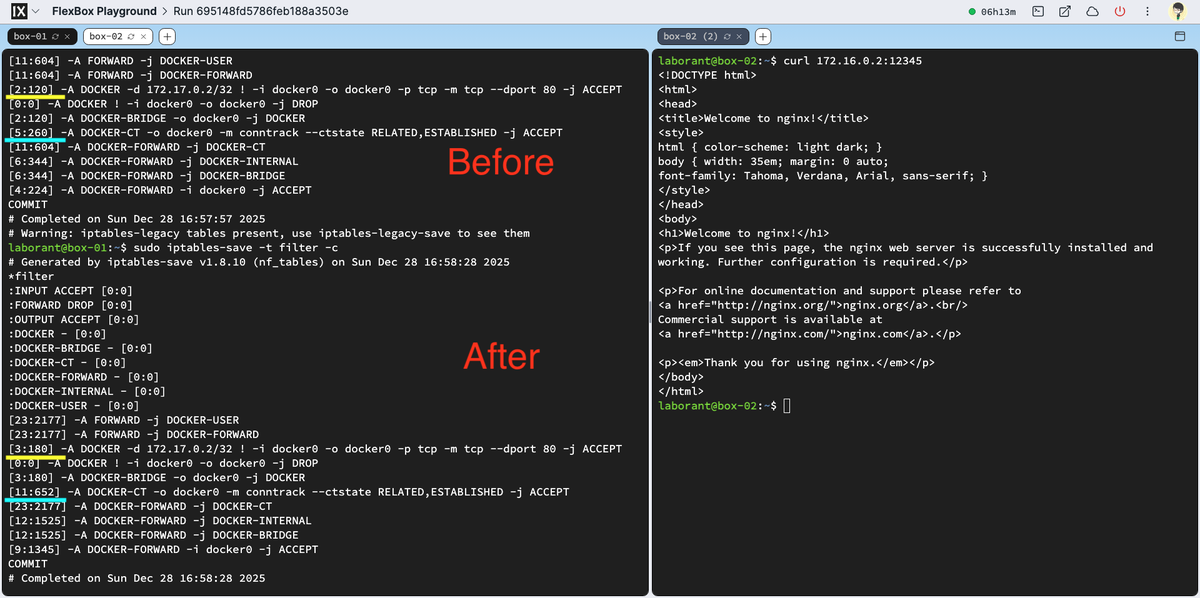 FlexBox Playground > Run 695148fd5786feb188a3503e
06h13m
box-01
box-02
box-02 (2)
[11:604] -A FORWARD -j DOCKER-USER
[11:604] -A FORWARD -j DOCKER-FORWARD
[2:120] -A DOCKER -d 172.17.0.2/32 ! -i docker0 -o docker0 -p tcp -m tcp --dport 80 -j ACCEPT
[0:0] -A DOCKER ! -i docker0 -o docker0 -j DROP
[2:120] -A DOCKER-BRIDGE -o docker0 -j DOCKER
[5:260] -A DOCKER-CT -o docker0 -m conntrack --ctstate RELATED,ESTABLISHED -j ACCEPT
[11:604] -A DOCKER-FORWARD -j DOCKER-CT
[6:344] -A DOCKER-FORWARD -j DOCKER-INTERNAL
[6:344] -A DOCKER-FORWARD -j DOCKER-BRIDGE
[4:224] -A DOCKER-FORWARD -i docker0 -j ACCEPT
COMMIT
# Completed on Sun Dec 28 16:57:57 2025
# Warning: iptables-legacy tables present, use iptables-legacy-save to see them
laborant@box-01:~$ sudo iptables-save -t filter -c
# Generated by iptables-save v1.8.10 (nf_tables) on Sun Dec 28 16:58:28 2025
*filter
:INPUT ACCEPT [0:0]
:FORWARD DROP [0:0]
:OUTPUT ACCEPT [0:0]
:DOCKER - [0:0]
:DOCKER-BRIDGE - [0:0]
:DOCKER-CT - [0:0]
:DOCKER-FORWARD - [0:0]
:DOCKER-INTERNAL - [0:0]
:DOCKER-USER - [0:0]
[23:2177] -A FORWARD -j DOCKER-USER
[23:2177] -A FORWARD -j DOCKER-FORWARD
[3:180] -A DOCKER -d 172.17.0.2/32 ! -i docker0 -o docker0 -p tcp -m tcp --dport 80 -j ACCEPT
[0:0] -A DOCKER ! -i docker0 -o docker0 -j DROP
[3:180] -A DOCKER-BRIDGE -o docker0 -j DOCKER
[11:652] -A DOCKER-CT -o docker0 -m conntrack --ctstate RELATED,ESTABLISHED -j ACCEPT
[23:2177] -A DOCKER-FORWARD -j DOCKER-CT
[12:1525] -A DOCKER-FORWARD -j DOCKER-INTERNAL
[12:1525] -A DOCKER-FORWARD -j DOCKER-BRIDGE
[9:1345] -A DOCKER-FORWARD -i docker0 -j ACCEPT
COMMIT
# Completed on Sun Dec 28 16:58:28 2025
Before
After
laborant@box-02:~$ curl 172.16.0.2:12345
<!DOCTYPE html>
<html>
<head>
<title>Welcome to nginx!</title>
<style>
html { color-scheme: light dark; }
body { width: 35em; margin: 0 auto;
font-family: Tahoma, Verdana, Arial, sans-serif; }
</style>
</head>
<body>
<h1>Welcome to nginx!</h1>
<p>If you see this page, the nginx web server is successfully installed and
working. Further configuration is required.</p>
<p>For online documentation and support please refer to
<a href="http://nginx.org/">nginx.org</a>.<br/>
Commercial support is available at
<a href="http://nginx.com/">nginx.com</a>.</p>
<p><em>Thank you for using nginx.</em></p>
</body>
</html>
laborant@box-02:~$